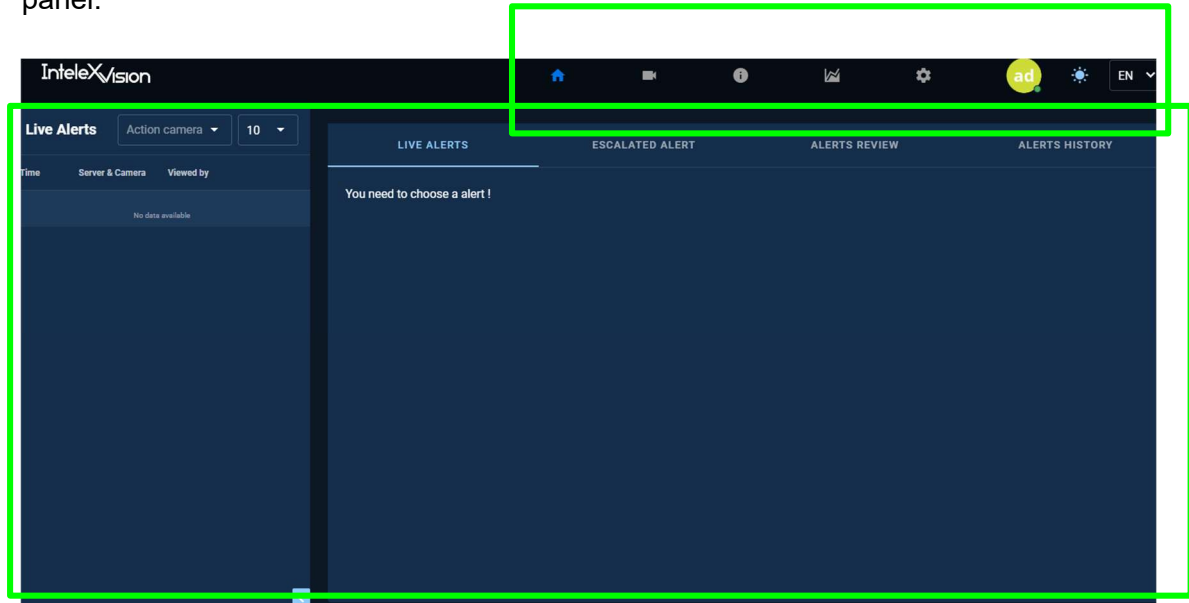 panel.
InteleXVision
ad
EN
Live Alerts Action camera 10
LIVE ALERTS ESCALATED ALERT ALERTS REVIEW ALERTS HISTORY
Time Server & Camera Viewed by
You need to choose a alert !
No data available